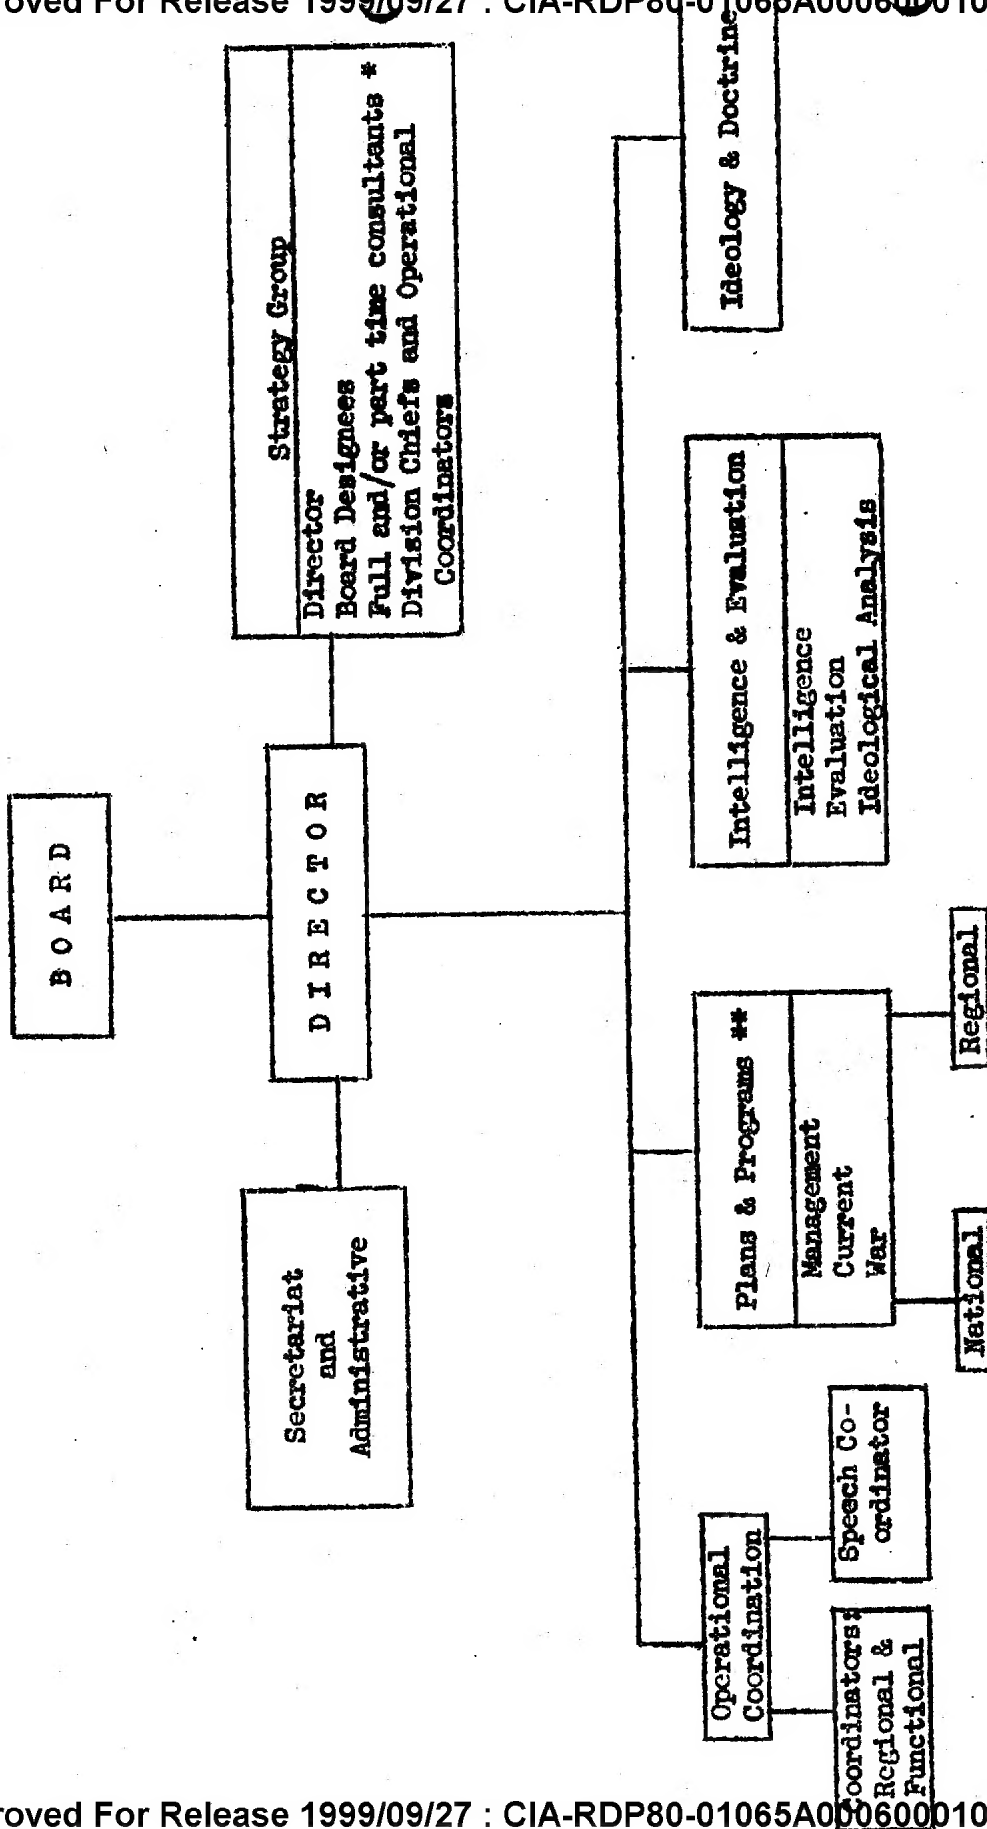 roved For Release 1999/09/27 : CIA-RDP80-01065A000600010
BOARD
DIRECTOR
Secretariat
and
Administrative
Strategy Group
Director
Board Designees
Full and/or part time consultants *
Division Chiefs and Operational
Coordinators
Operational
Coordination
Coordinators:
Regional &
Functional
Speech Co-
ordinator
Plans & Programs **
Management
Current
War
National
Regional
Intelligence & Evaluation
Intelligence
Evaluation
Ideological Analysis
Ideology & Doctrine
roved For Release 1999/09/27 : CIA-RDP80-01065A000600010